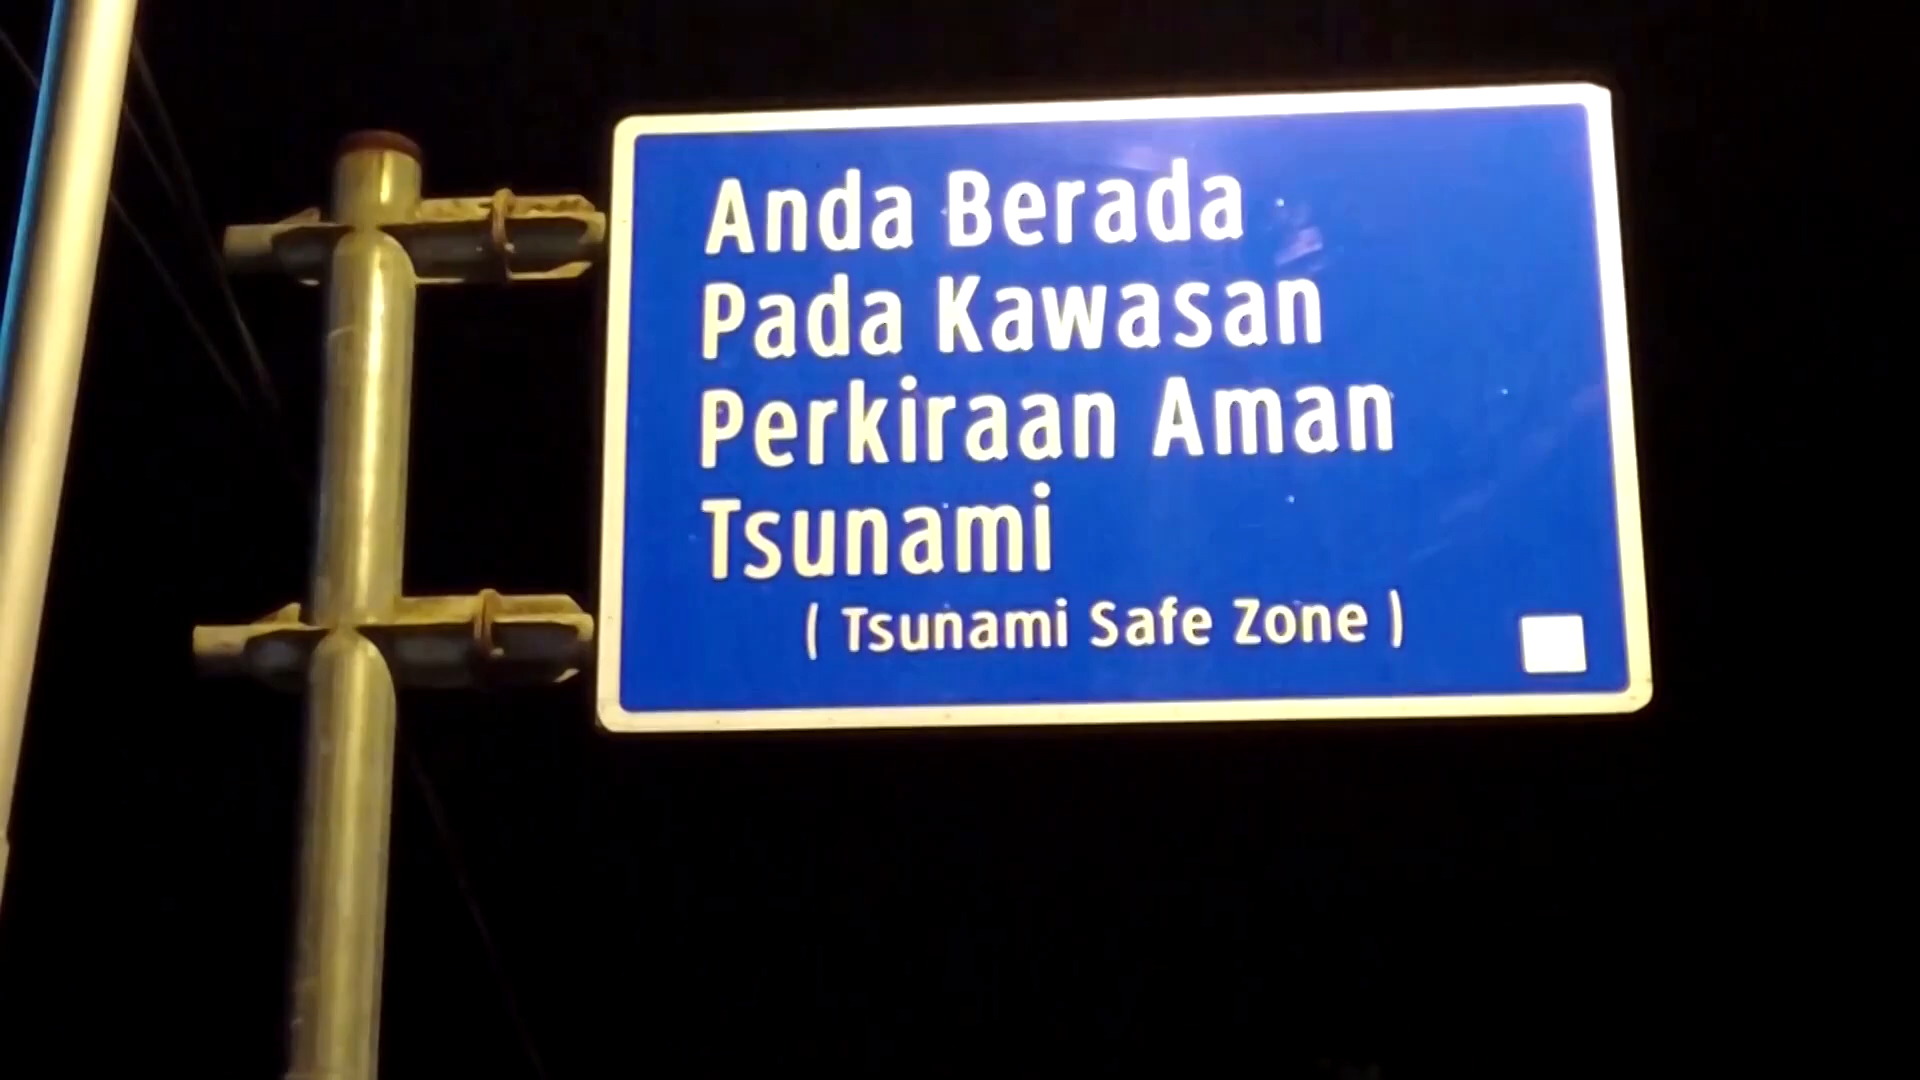 Anda Berada
Pada Kawasan
Perkiraan Aman
Tsunami
( Tsunami Safe Zone )